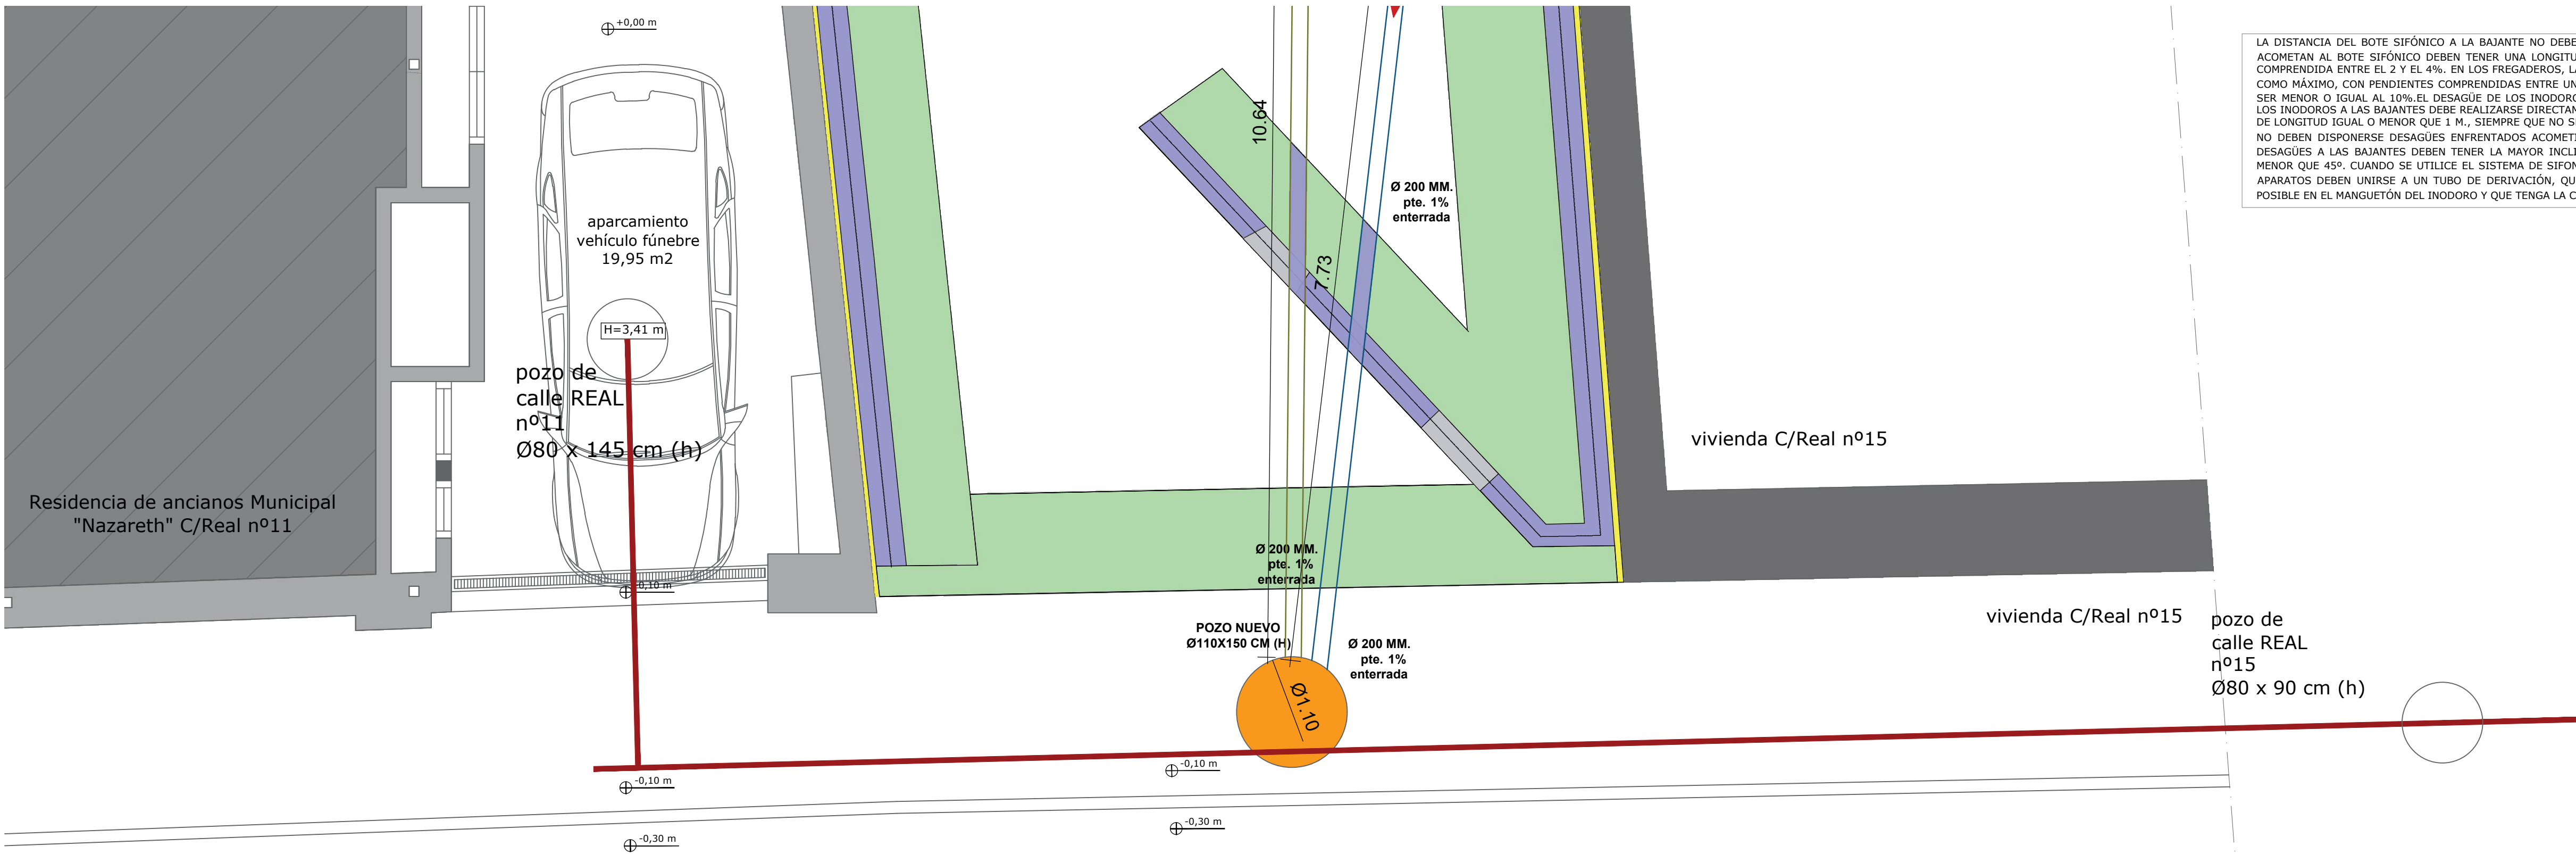 +0,00 m
aparcamiento
vehículo fúnebre
19,95 m2
H=3,41 m
pozo de
calle REAL
nº11
Ø80 x 145 cm (h)
Residencia de ancianos Municipal
"Nazareth" C/Real nº11
-0,10 m
-0,10 m
-0,30 m
10.64
7.73
Ø 200 MM.
pte. 1%
enterrada
Ø 200 MM.
pte. 1%
enterrada
POZO NUEVO
Ø110X150 CM (H)
Ø 200 MM.
pte. 1%
enterrada
Ø1.10
-0,10 m
-0,30 m
vivienda C/Real nº15
vivienda C/Real nº15
pozo de
calle REAL
nº15
Ø80 x 90 cm (h)
LA DISTANCIA DEL BOTE SIFÓNICO A LA BAJANTE NO DEBE
ACOMETAN AL BOTE SIFÓNICO DEBEN TENER UNA LONGITU
COMPRENDIDA ENTRE EL 2 Y EL 4%. EN LOS FREGADEROS, LA
COMO MÁXIMO, CON PENDIENTES COMPRENDIDAS ENTRE UN
SER MENOR O IGUAL AL 10%.EL DESAGÜE DE LOS INODORO
LOS INODOROS A LAS BAJANTES DEBE REALIZARSE DIRECTAM
DE LONGITUD IGUAL O MENOR QUE 1 M., SIEMPRE QUE NO SE
NO DEBEN DISPONERSE DESAGÜES ENFRENTADOS ACOMETI
DESAGÜES A LAS BAJANTES DEBEN TENER LA MAYOR INCLI
MENOR QUE 45º. CUANDO SE UTILICE EL SISTEMA DE SIFON
APARATOS DEBEN UNIRSE A UN TUBO DE DERIVACIÓN, QU
POSIBLE EN EL MANGUETÓN DEL INODORO Y QUE TENGA LA C